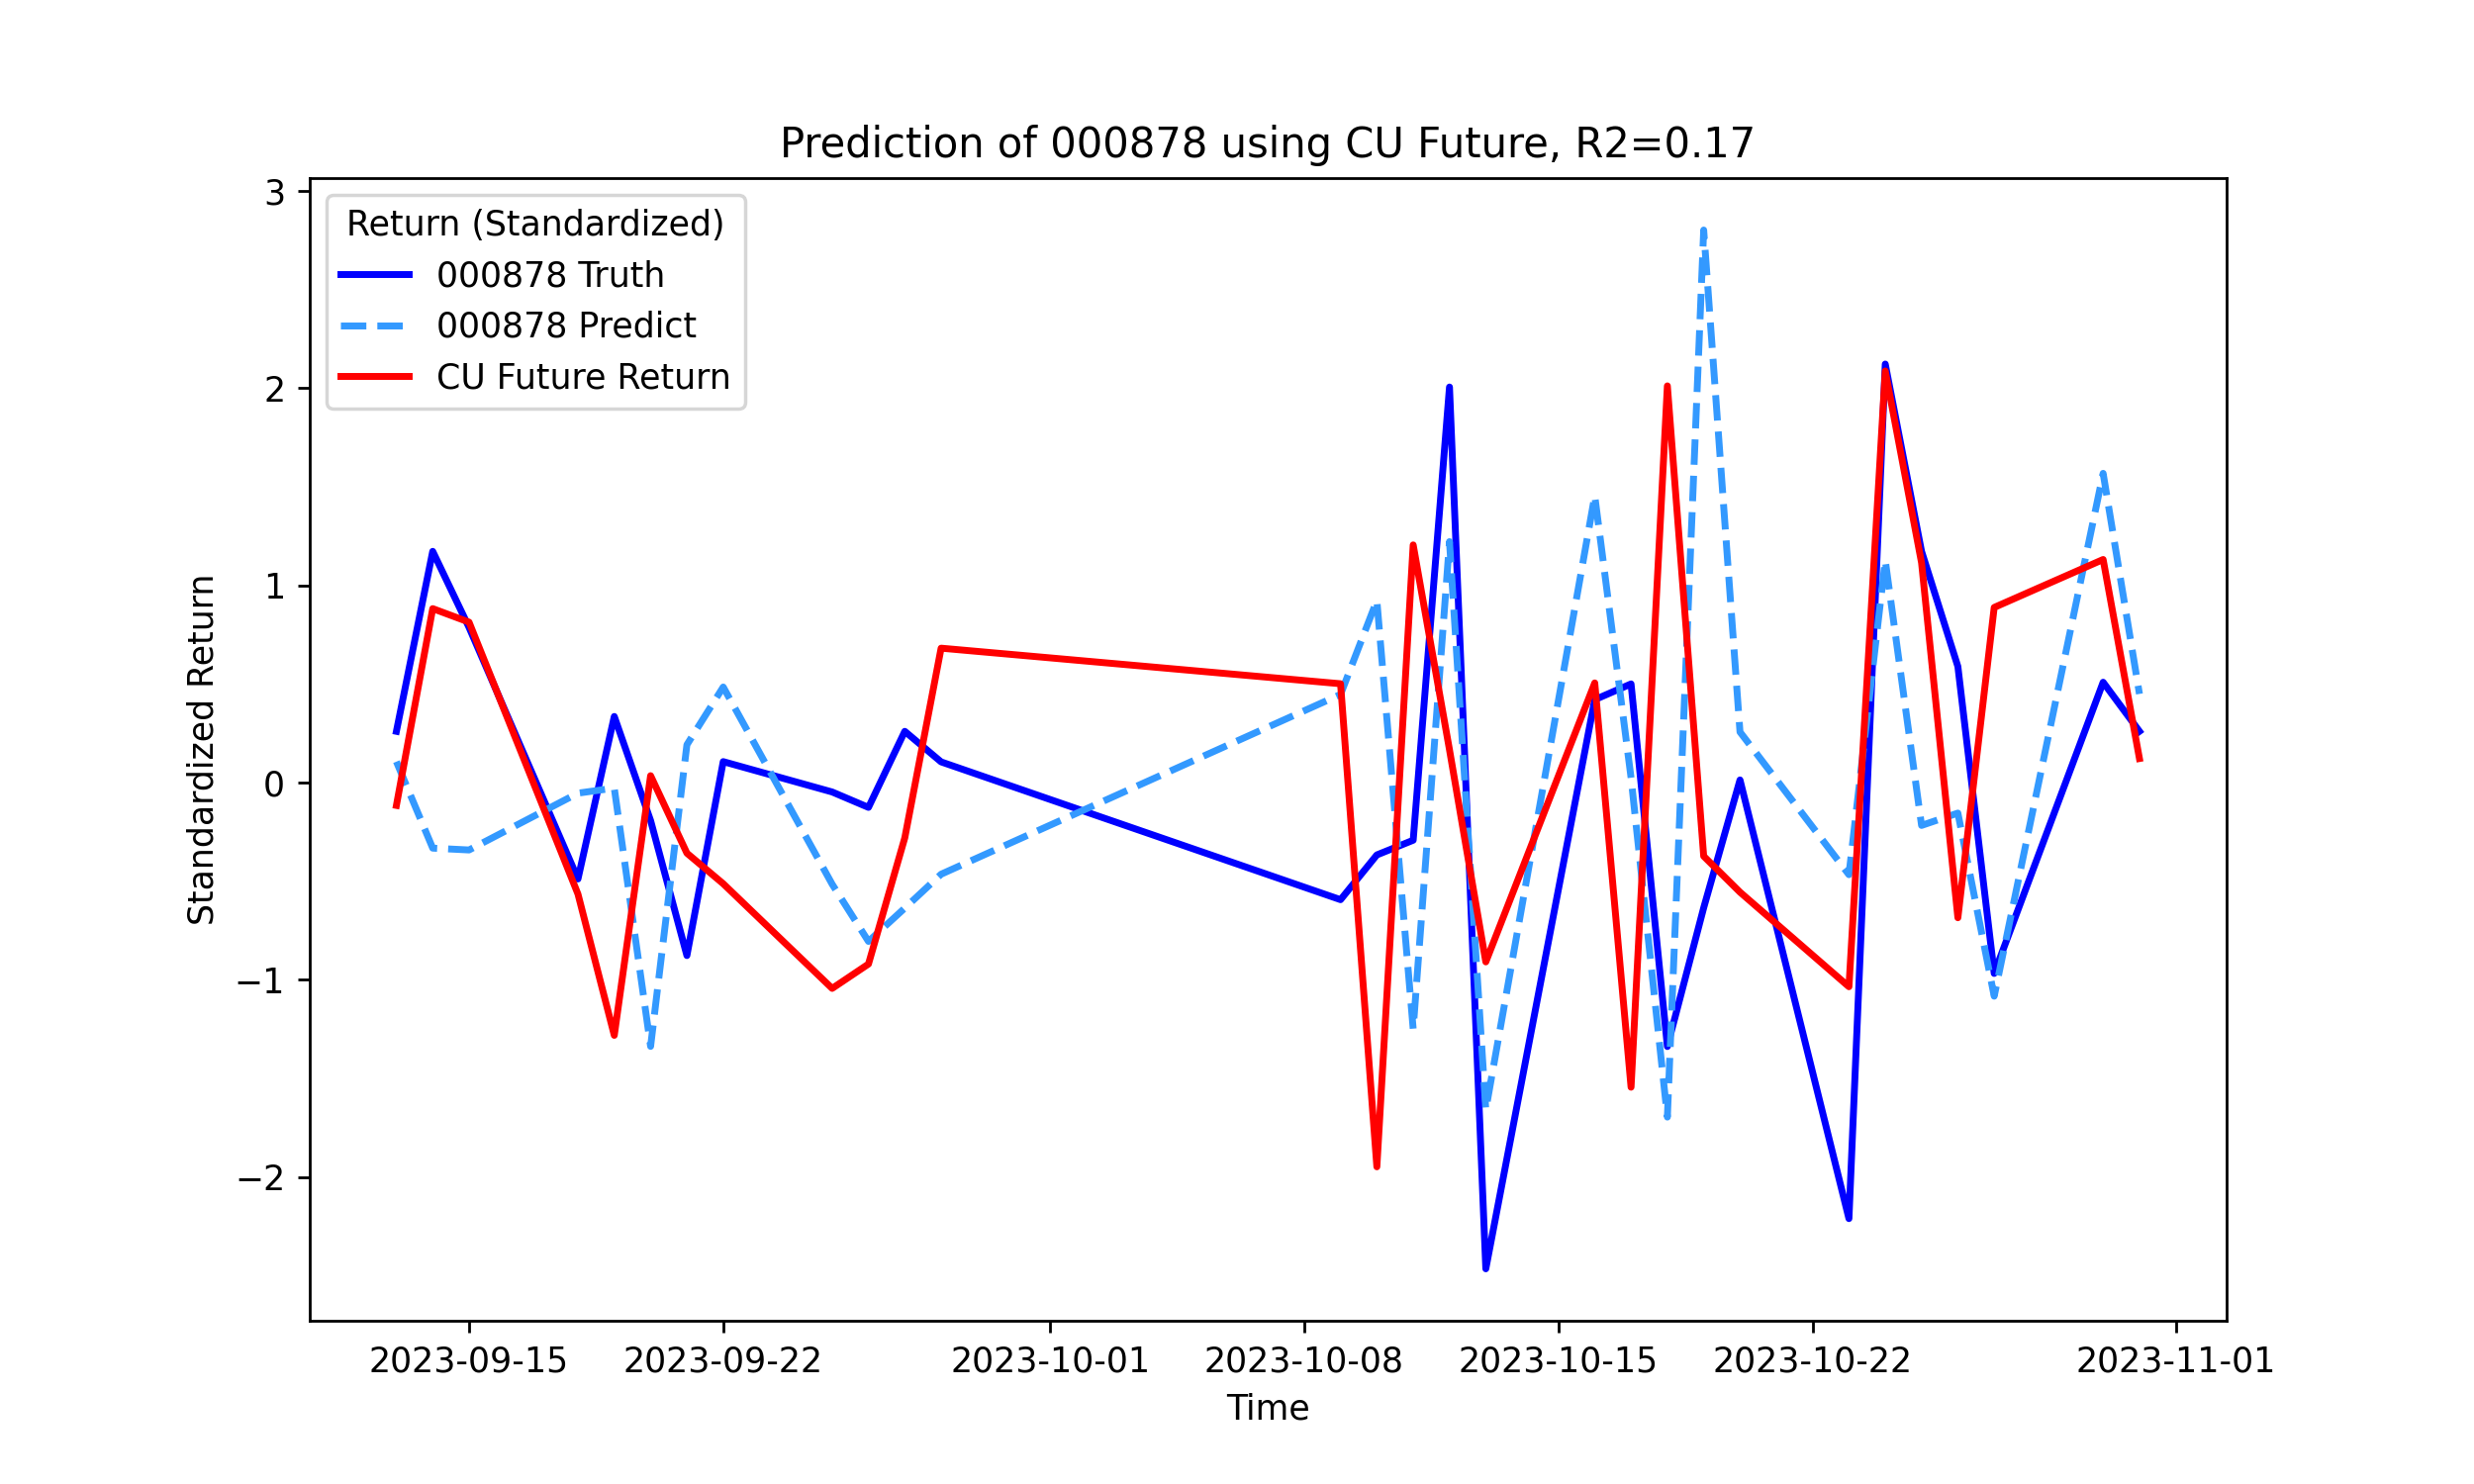 Prediction of 000878 using CU Future, R2=0.17
Return (Standardized)
000878 Truth
000878 Predict
CU Future Return
Standardized Return
3
2
1
0
−1
−2
2023-09-15 2023-09-22 2023-10-01 2023-10-08 2023-10-15 2023-10-22 2023-11-01
Time